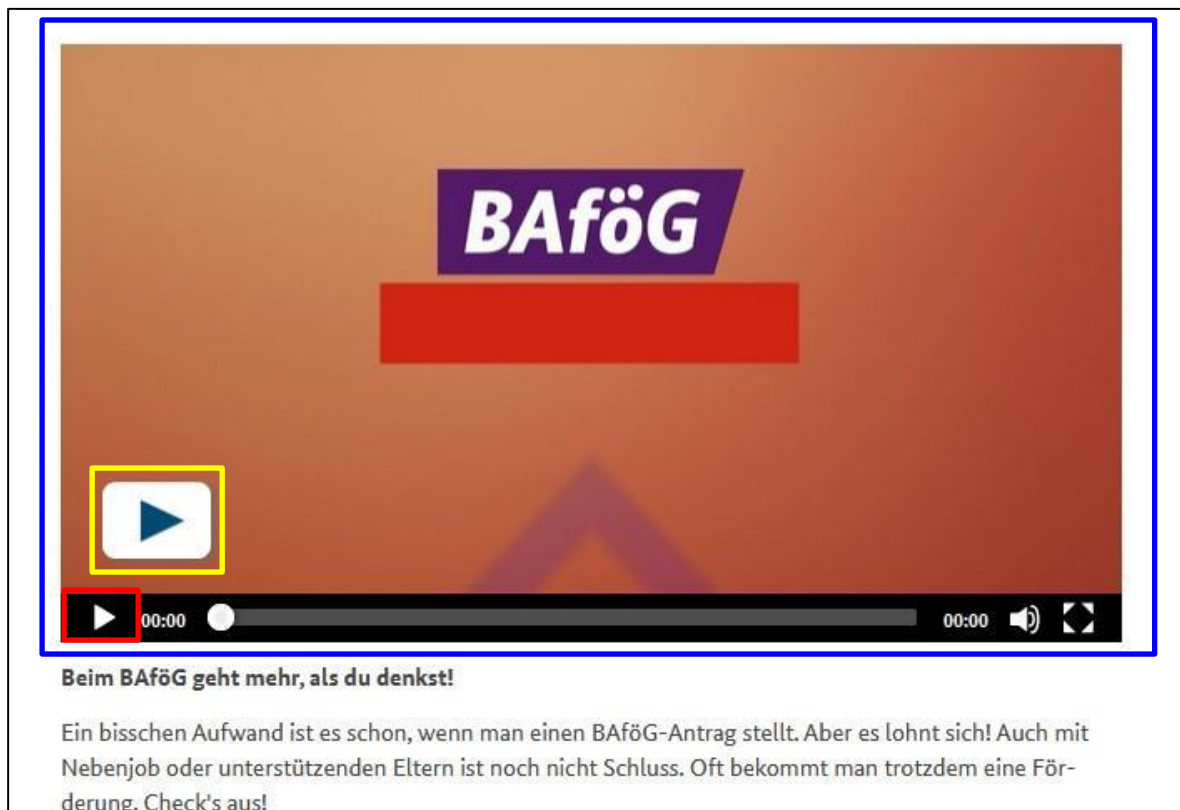 BAföG
00:00
00:00
Beim BAföG geht mehr, als du denkst!
Ein bisschen Aufwand ist es schon, wenn man einen BAföG-Antrag stellt. Aber es lohnt sich! Auch mit
Nebenjob oder unterstützenden Eltern ist noch nicht Schluss. Oft bekommt man trotzdem eine För-
derung. Check's aus!